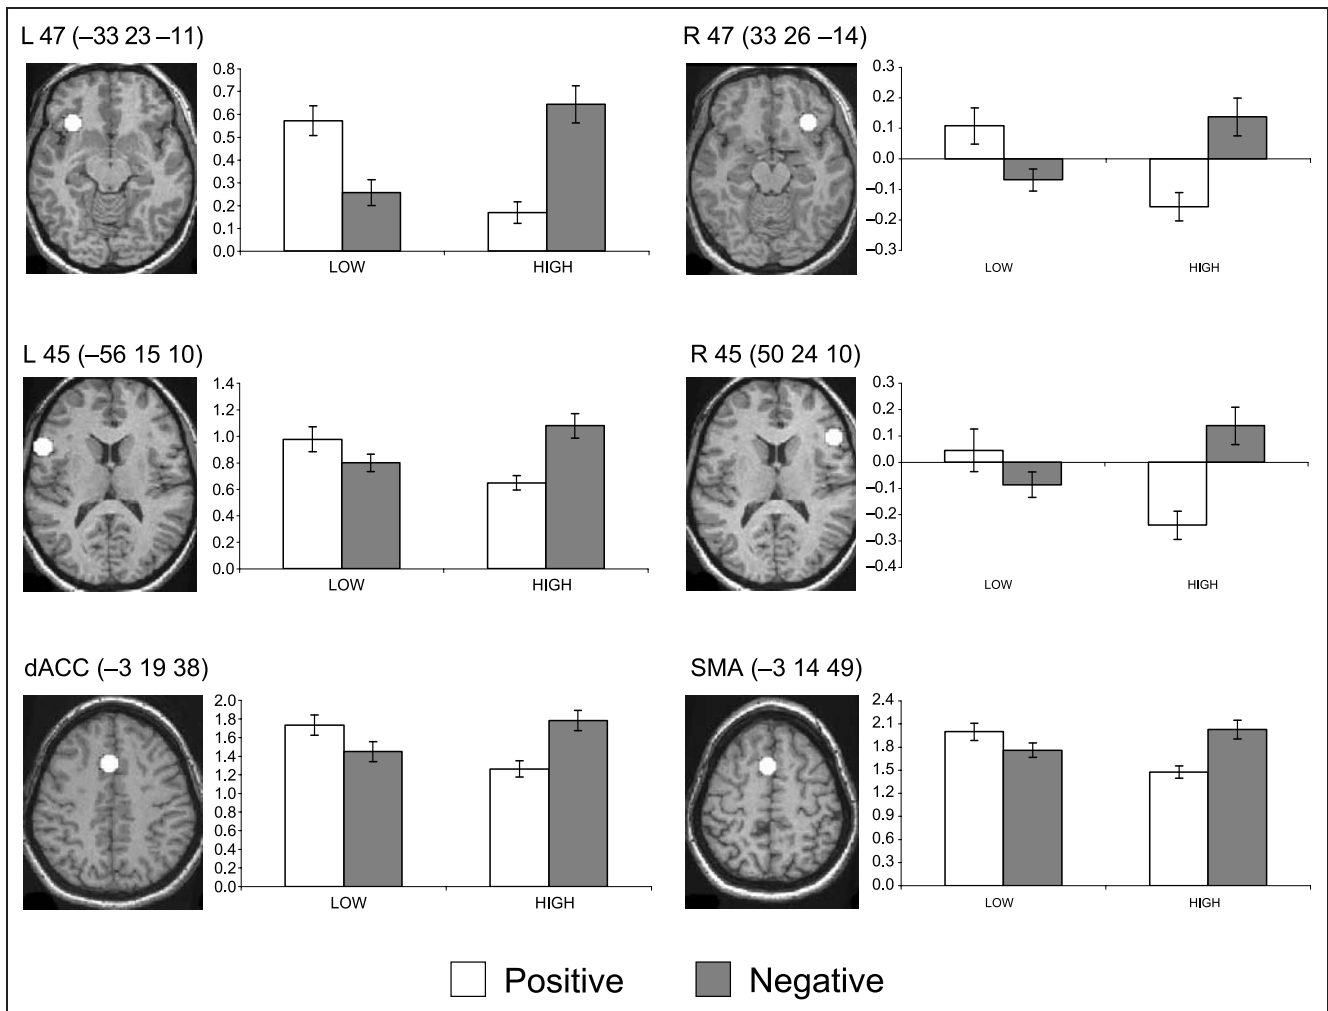 L 47 (–33 23 –11)
0.8
0.7
0.6
0.5
0.4
0.3
0.2
0.1
0.0
LOW
HIGH
R 47 (33 26 –14)
0.3
0.2
0.1
0.0
–0.1
–0.2
–0.3
LOW
HIGH
L 45 (–56 15 10)
1.4
1.2
1.0
0.8
0.6
0.4
0.2
0.0
LOW
HIGH
R 45 (50 24 10)
0.3
0.2
0.1
0.0
–0.1
–0.2
–0.3
–0.4
LOW
HIGH
dACC (–3 19 38)
2.0
1.8
1.6
1.4
1.2
1.0
0.8
0.6
0.4
0.2
0.0
LOW
HIGH
SMA (–3 14 49)
2.4
2.1
1.8
1.5
1.2
0.9
0.6
0.3
0.0
LOW
HIGH
Positive
Negative